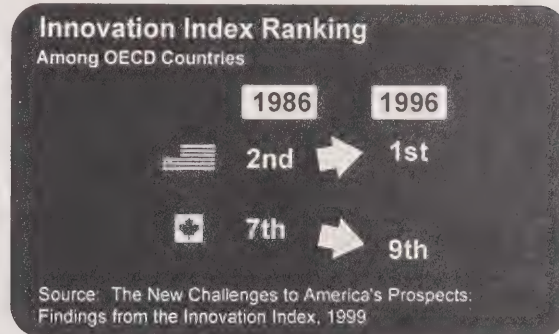 Innovation Index Ranking
Among OECD Countries
1986 1996
2nd 1st
7th 9th
Source: The New Challenges to America's Prospects:
Findings from the Innovation Index, 1999